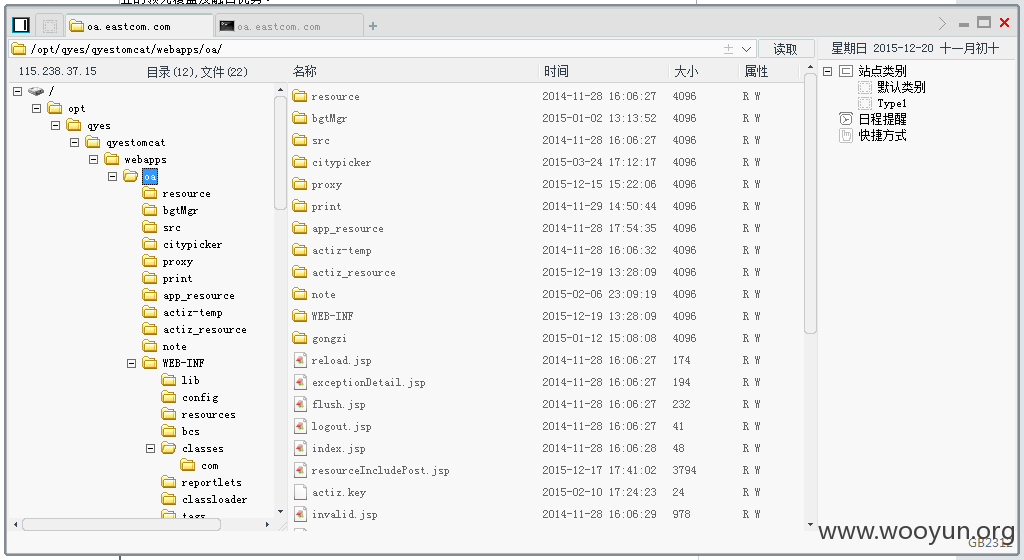 oa.eastcom.com oa.eastcom.com
/opt/qyes/qyestomcat/webapps/oa/ 读取 星期日 2015-12-20 十一月初十
115.238.37.15 目录(12),文件(22) 名称 时间 大小 属性
/
opt
qyes
qyestomcat
webapps
oa
resource
bgtMgr
src
citypicker
proxy
print
app_resource
actiz-temp
actiz_resource
note
WEB-INF
lib
config
resources
bcs
classes
com
reportlets
classloader
tags
resource 2014-11-28 16:06:27 4096 R W
bgtMgr 2015-01-02 13:13:52 4096 R W
src 2014-11-28 16:06:27 4096 R W
citypicker 2015-03-24 17:12:17 4096 R W
proxy 2015-12-15 15:22:06 4096 R W
print 2014-11-29 14:50:44 4096 R W
app_resource 2014-11-28 17:54:35 4096 R W
actiz-temp 2014-11-28 16:06:32 4096 R W
actiz_resource 2015-12-19 13:28:09 4096 R W
note 2015-02-06 23:09:19 4096 R W
WEB-INF 2015-12-19 13:28:09 4096 R W
gongzi 2015-01-12 15:08:08 4096 R W
reload.jsp 2014-11-28 16:06:27 174 R W
exceptionDetail.jsp 2014-11-28 16:06:27 194 R W
flush.jsp 2014-11-28 16:06:27 232 R W
logout.jsp 2014-11-28 16:06:27 41 R W
index.jsp 2014-11-28 16:06:27 48 R W
resourceIncludePost.jsp 2015-12-17 17:41:02 3794 R W
actiz.key 2015-02-10 17:24:23 24 R W
invalid.jsp 2014-11-28 16:06:29 978 R W
站点类别
默认类别
Type1
日程提醒
快捷方式
www.wooyun.org
GB2312